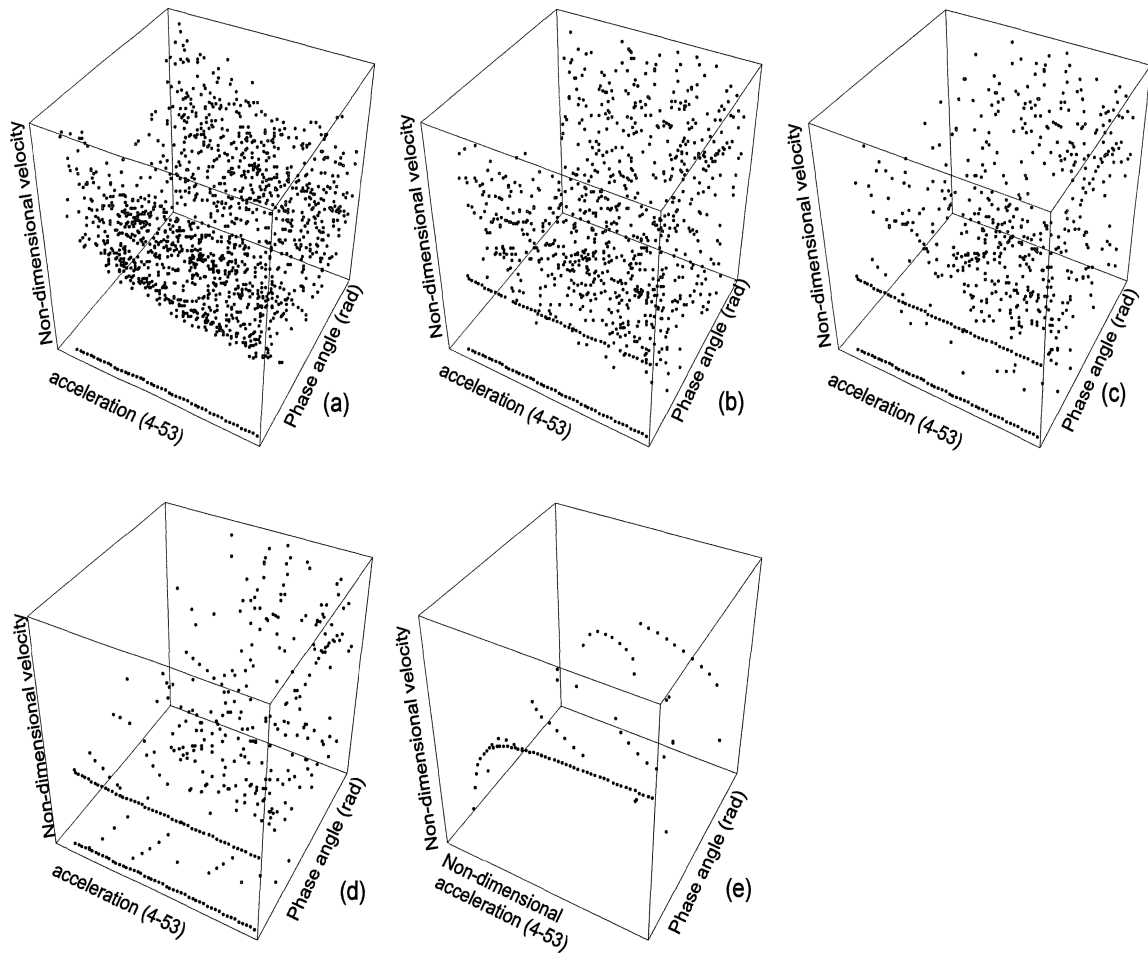 Non-dimensional velocity
acceleration (4-53)
Phase angle (rad)
(a)
Non-dimensional velocity
acceleration (4-53)
Phase angle (rad)
(b)
Non-dimensional velocity
acceleration (4-53)
Phase angle (rad)
(c)
Non-dimensional velocity
acceleration (4-53)
Phase angle (rad)
(d)
Non-dimensional velocity
Non-dimensional
acceleration (4-53)
Phase angle (rad)
(e)